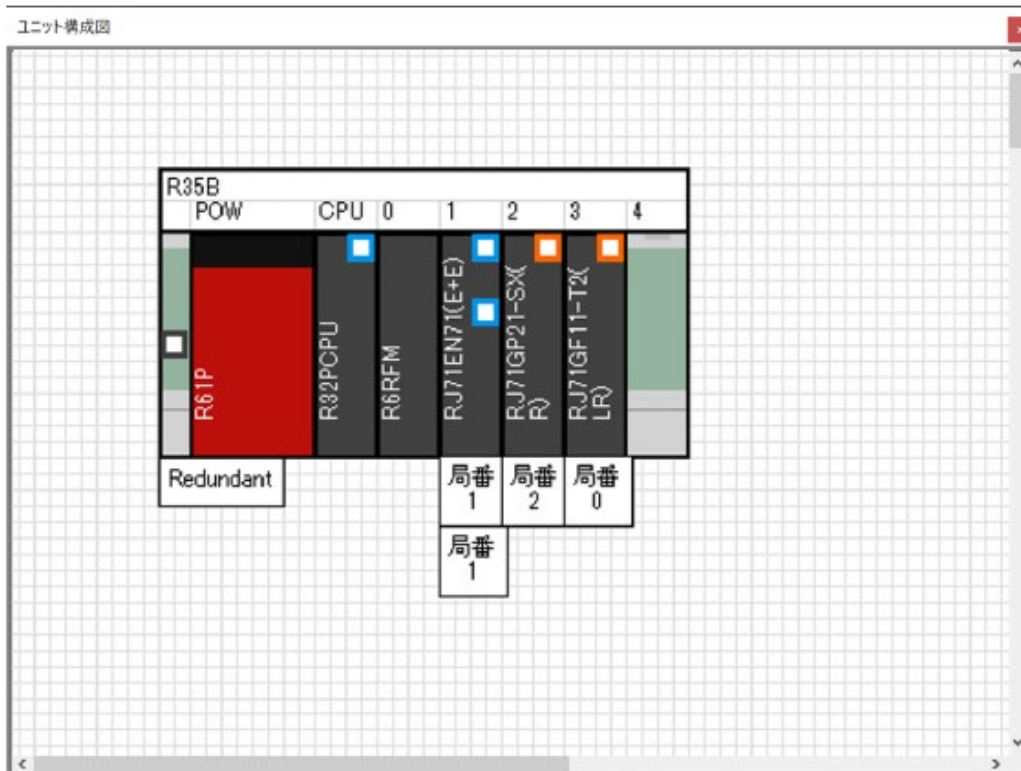 ユニット構成図
R35B
POW CPU 0 1 2 3 4
R61P
R32PCPU
R6RFM
RJ71EN71(E+E)
RJ71GP21-SX(
R)
RJ71GF11-T2(
LR)
Redundant
局番
1
局番
2
局番
0
局番
1